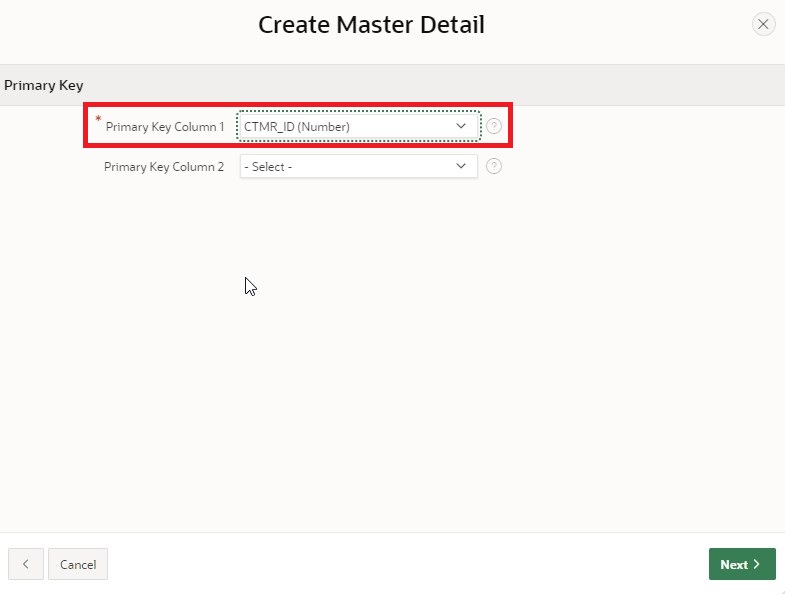 Create Master Detail
Primary Key
* Primary Key Column 1 CTMR_ID (Number) ?
Primary Key Column 2 - Select - ?
Cancel Next